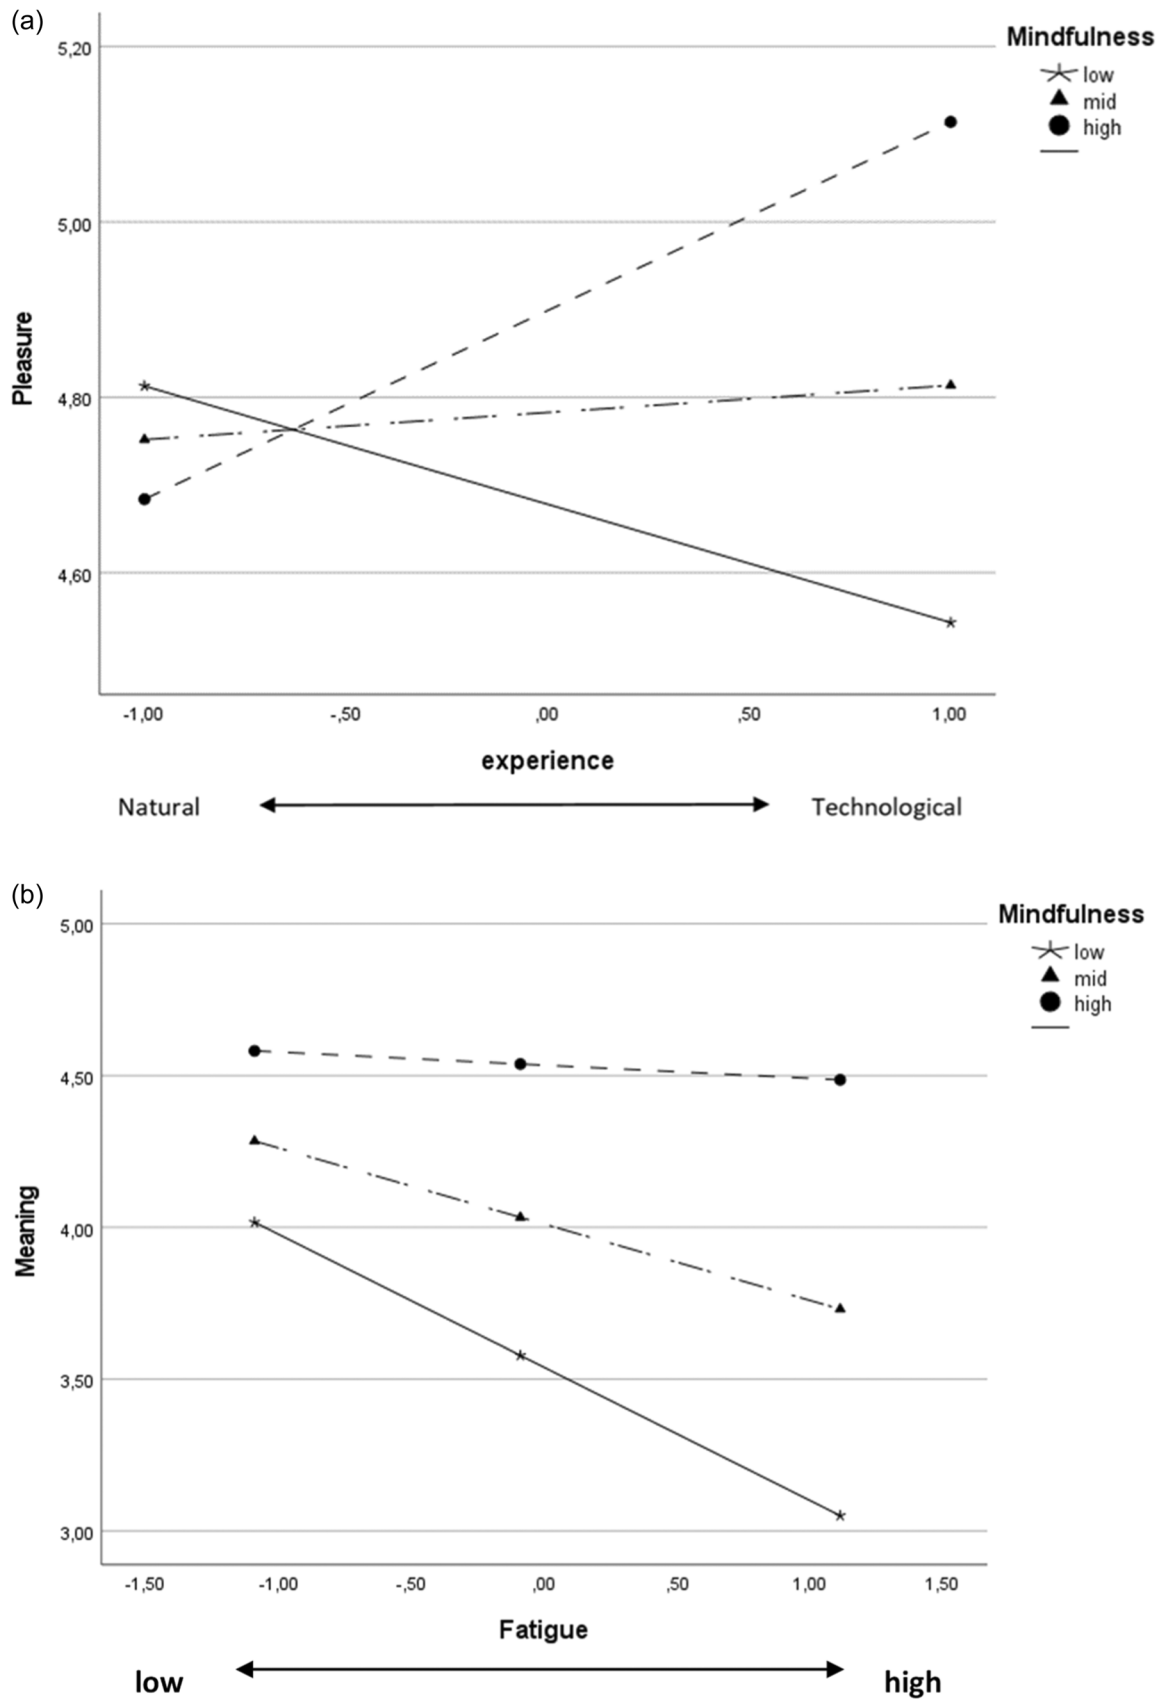 (a)
Mindfulness
low
mid
high
5,20
5,00
4,80
4,60
Pleasure
-1,00 -,50 ,00 ,50 1,00
experience
Natural Technological
(b)
Mindfulness
low
mid
high
5,00
4,50
4,00
3,50
3,00
Meaning
-1,50 -1,00 -,50 ,00 ,50 1,00 1,50
Fatigue
low high